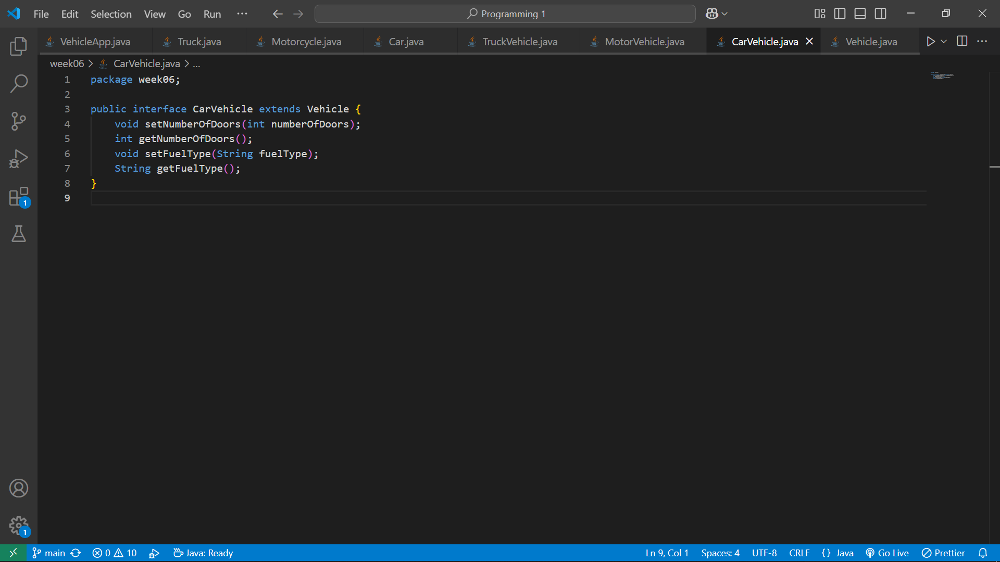 File Edit Selection View Go Run ... Programming 1
VehicleApp.java Truck.java Motorcycle.java Car.java TruckVehicle.java MotorVehicle.java CarVehicle.java Vehicle.java
week06 > CarVehicle.java > ...
1 package week06;
2
3 public interface CarVehicle extends Vehicle {
4 void setNumberOfDoors(int numberOfDoors);
5 int getNumberOfDoors();
6 void setFuelType(String fuelType);
7 String getFuelType();
8 }
9
1
1
main 0 10 Java: Ready Ln 9, Col 1 Spaces: 4 UTF-8 CRLF {} Java Go Live Prettier